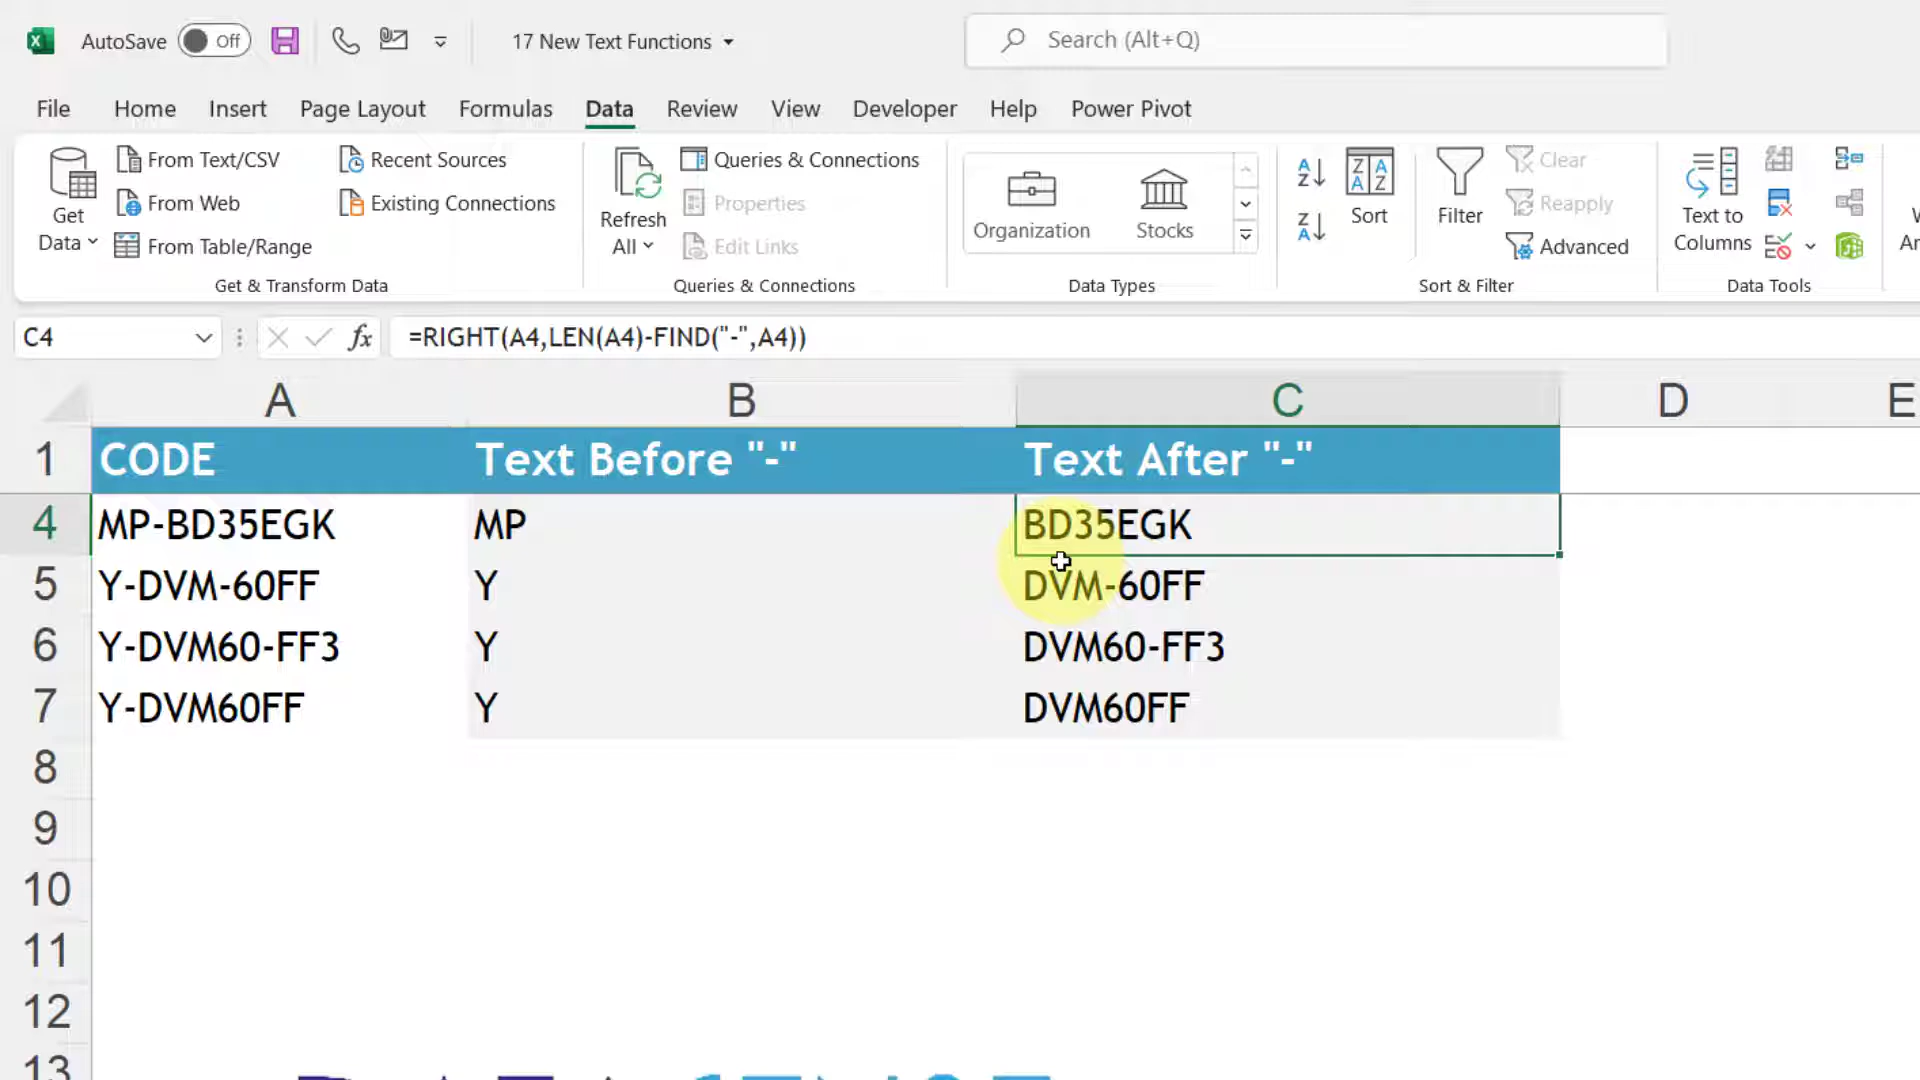 AutoSave Off 17 New Text Functions Search (Alt+Q)
File Home Insert Page Layout Formulas Data Review View Developer Help Power Pivot
Get Data
From Text/CSV
From Web
From Table/Range
Recent Sources
Existing Connections
Get & Transform Data
Refresh All
Queries & Connections
Properties
Edit Links
Queries & Connections
Organization Stocks
Data Types
Sort
Filter
Clear
Reapply
Advanced
Sort & Filter
Text to
Columns
Data Tools
C4 fx =RIGHT(A4,LEN(A4)-FIND("-",A4))
A B C D E
1 CODE Text Before "-" Text After "-"
4 MP-BD35EGK MP BD35EGK
5 Y-DVM-60FF Y DVM-60FF
6 Y-DVM60-FF3 Y DVM60-FF3
7 Y-DVM60FF Y DVM60FF
8
9
10
11
12
13